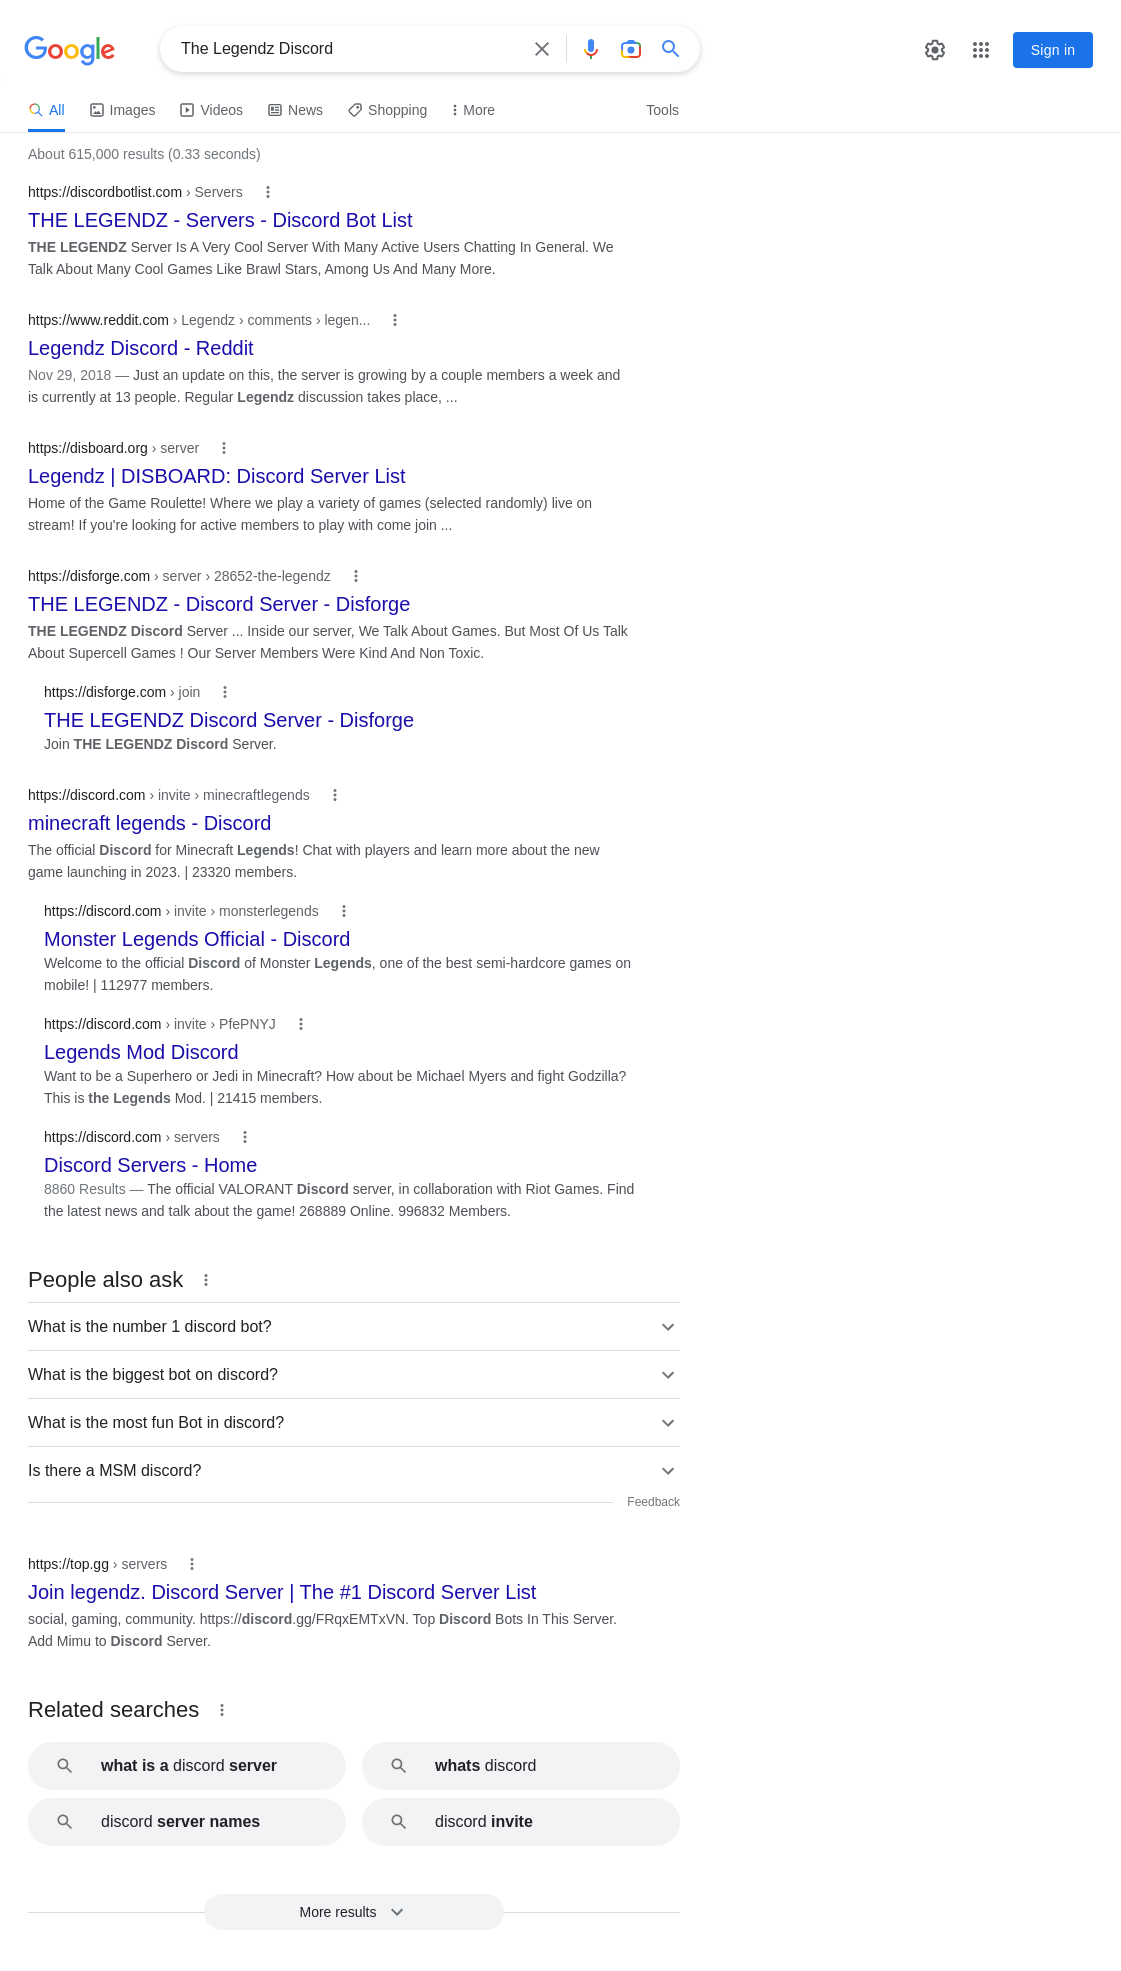 Google
The Legendz Discord
Sign in
All Images Videos News Shopping More Tools
About 615,000 results (0.33 seconds)
https://discordbotlist.com › Servers
THE LEGENDZ - Servers - Discord Bot List
THE LEGENDZ Server Is A Very Cool Server With Many Active Users Chatting In General. We
Talk About Many Cool Games Like Brawl Stars, Among Us And Many More.
https://www.reddit.com › Legendz › comments › legen...
Legendz Discord - Reddit
Nov 29, 2018 — Just an update on this, the server is growing by a couple members a week and
is currently at 13 people. Regular Legendz discussion takes place, ...
https://disboard.org › server
Legendz | DISBOARD: Discord Server List
Home of the Game Roulette! Where we play a variety of games (selected randomly) live on
stream! If you're looking for active members to play with come join ...
https://disforge.com › server › 28652-the-legendz
THE LEGENDZ - Discord Server - Disforge
THE LEGENDZ Discord Server ... Inside our server, We Talk About Games. But Most Of Us Talk
About Supercell Games ! Our Server Members Were Kind And Non Toxic.
https://disforge.com › join
THE LEGENDZ Discord Server - Disforge
Join THE LEGENDZ Discord Server.
https://discord.com › invite › minecraftlegends
minecraft legends - Discord
The official Discord for Minecraft Legends! Chat with players and learn more about the new
game launching in 2023. | 23320 members.
https://discord.com › invite › monsterlegends
Monster Legends Official - Discord
Welcome to the official Discord of Monster Legends, one of the best semi-hardcore games on
mobile! | 112977 members.
https://discord.com › invite › PfePNYJ
Legends Mod Discord
Want to be a Superhero or Jedi in Minecraft? How about be Michael Myers and fight Godzilla?
This is the Legends Mod. | 21415 members.
https://discord.com › servers
Discord Servers - Home
8860 Results — The official VALORANT Discord server, in collaboration with Riot Games. Find
the latest news and talk about the game! 268889 Online. 996832 Members.
People also ask
What is the number 1 discord bot?
What is the biggest bot on discord?
What is the most fun Bot in discord?
Is there a MSM discord?
Feedback
https://top.gg › servers
Join legendz. Discord Server | The #1 Discord Server List
social, gaming, community. https://discord.gg/FRqxEMTxVN. Top Discord Bots In This Server.
Add Mimu to Discord Server.
Related searches
what is a discord server
whats discord
discord server names
discord invite
More results